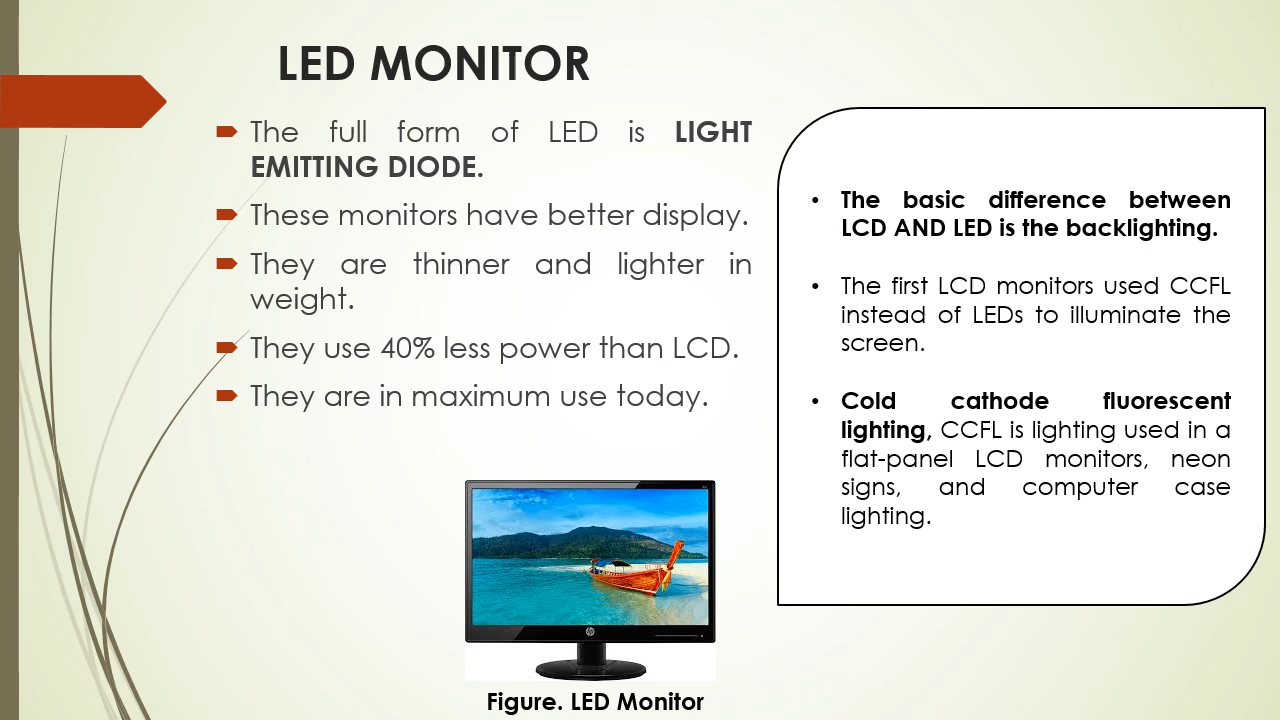 LED MONITOR
The full form of LED is LIGHT
EMITTING DIODE.
These monitors have better display.
They are thinner and lighter in
weight.
They use 40% less power than LCD.
They are in maximum use today.
• The basic difference between
LCD AND LED is the backlighting.
• The first LCD monitors used CCFL
instead of LEDs to illuminate the
screen.
• Cold cathode fluorescent
lighting, CCFL is lighting used in a
flat-panel LCD monitors, neon
signs, and computer case
lighting.
hp
Figure. LED Monitor